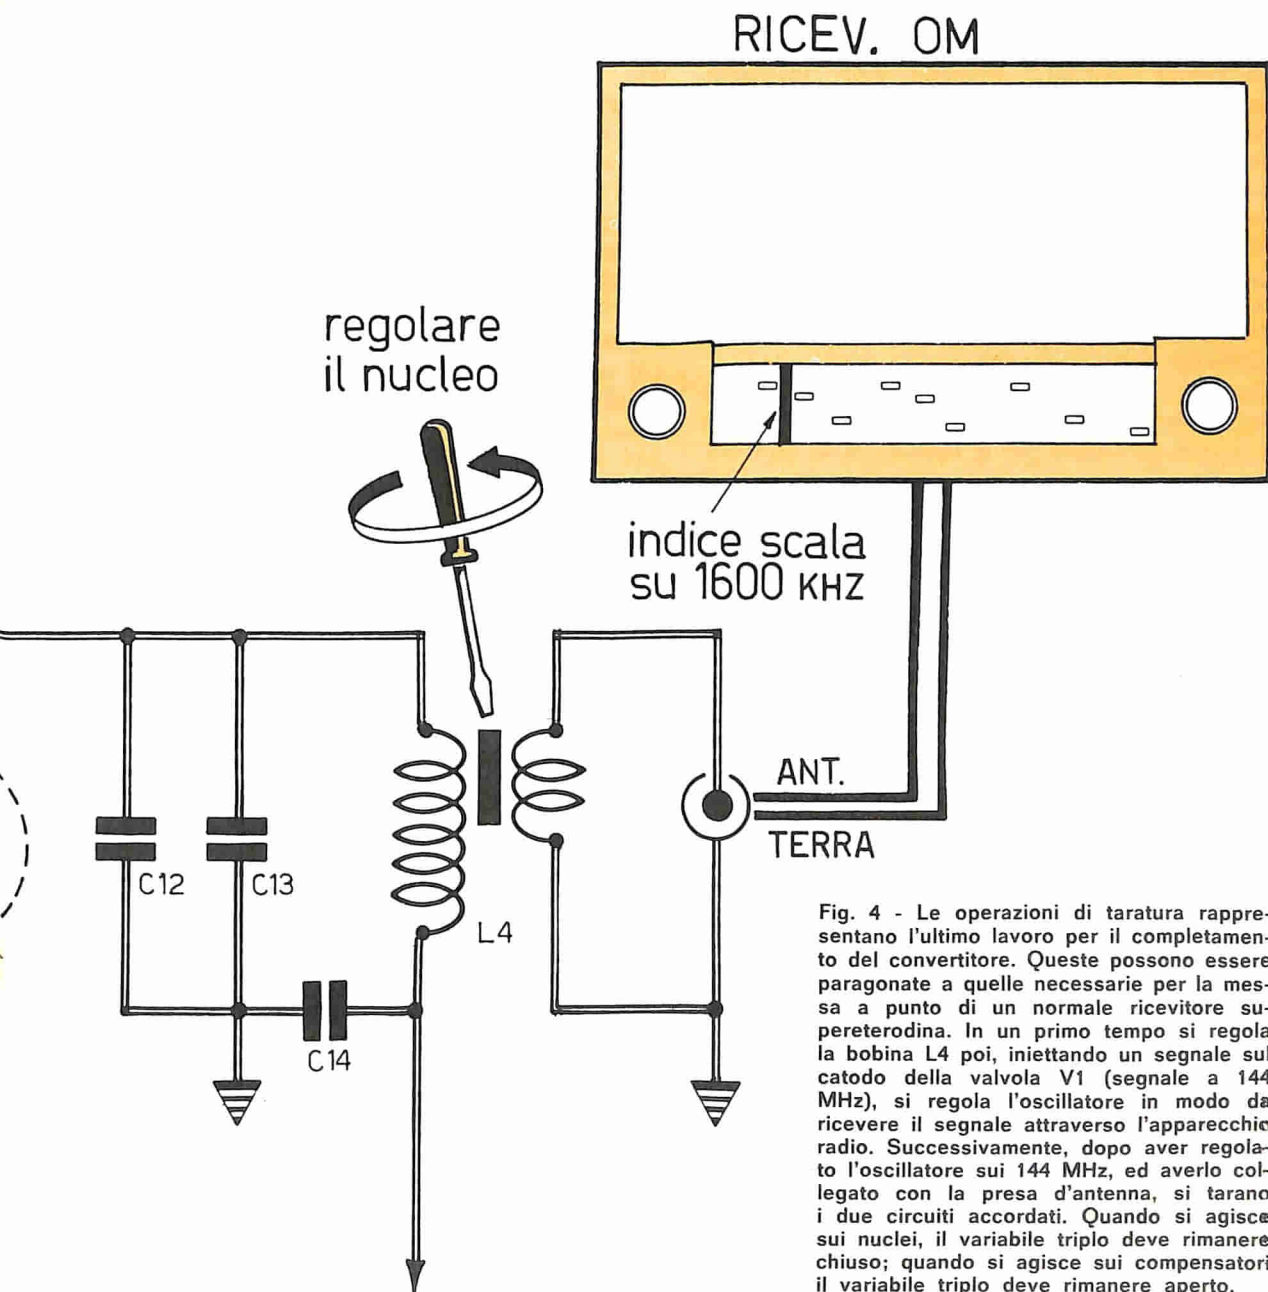 RICEV. OM
regolare
il nucleo
indice scala
su 1600 KHZ
ANT.
TERRA
C12
C13
L4
C14
Fig. 4 - Le operazioni di taratura rappre-
sentano l'ultimo lavoro per il completamen-
to del convertitore. Queste possono essere
paragonate a quelle necessarie per la mes-
sa a punto di un normale ricevitore su-
pereterodina. In un primo tempo si regola
la bobina L4 poi, iniettando un segnale sul
catodo della valvola V1 (segnale a 144
MHz), si regola l'oscillatore in modo da
ricevere il segnale attraverso l'apparecchio
radio. Successivamente, dopo aver regola-
to l'oscillatore sui 144 MHz, ed averlo col-
legato con la presa d'antenna, si tarano
i due circuiti accordati. Quando si agisce
sui nuclei, il variabile triplo deve rimanere
chiuso; quando si agisce sui compensatori
il variabile triplo deve rimanere aperto.